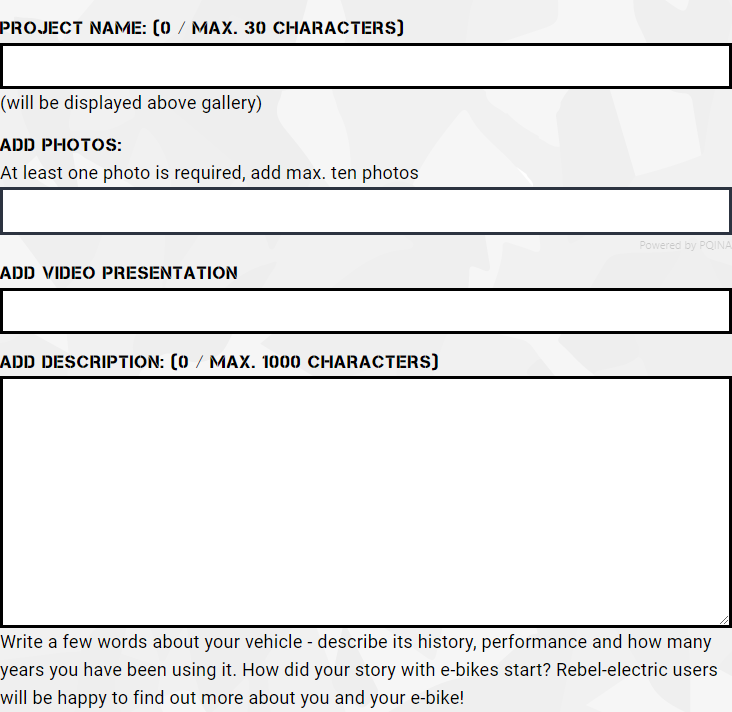 PROJECT NAME: (0 / MAX. 30 CHARACTERS)
(will be displayed above gallery)
ADD PHOTOS:
At least one photo is required, add max. ten photos
Powered by PQINA
ADD VIDEO PRESENTATION
ADD DESCRIPTION: (0 / MAX. 1000 CHARACTERS)
Write a few words about your vehicle - describe its history, performance and how many
years you have been using it. How did your story with e-bikes start? Rebel-electric users
will be happy to find out more about you and your e-bike!